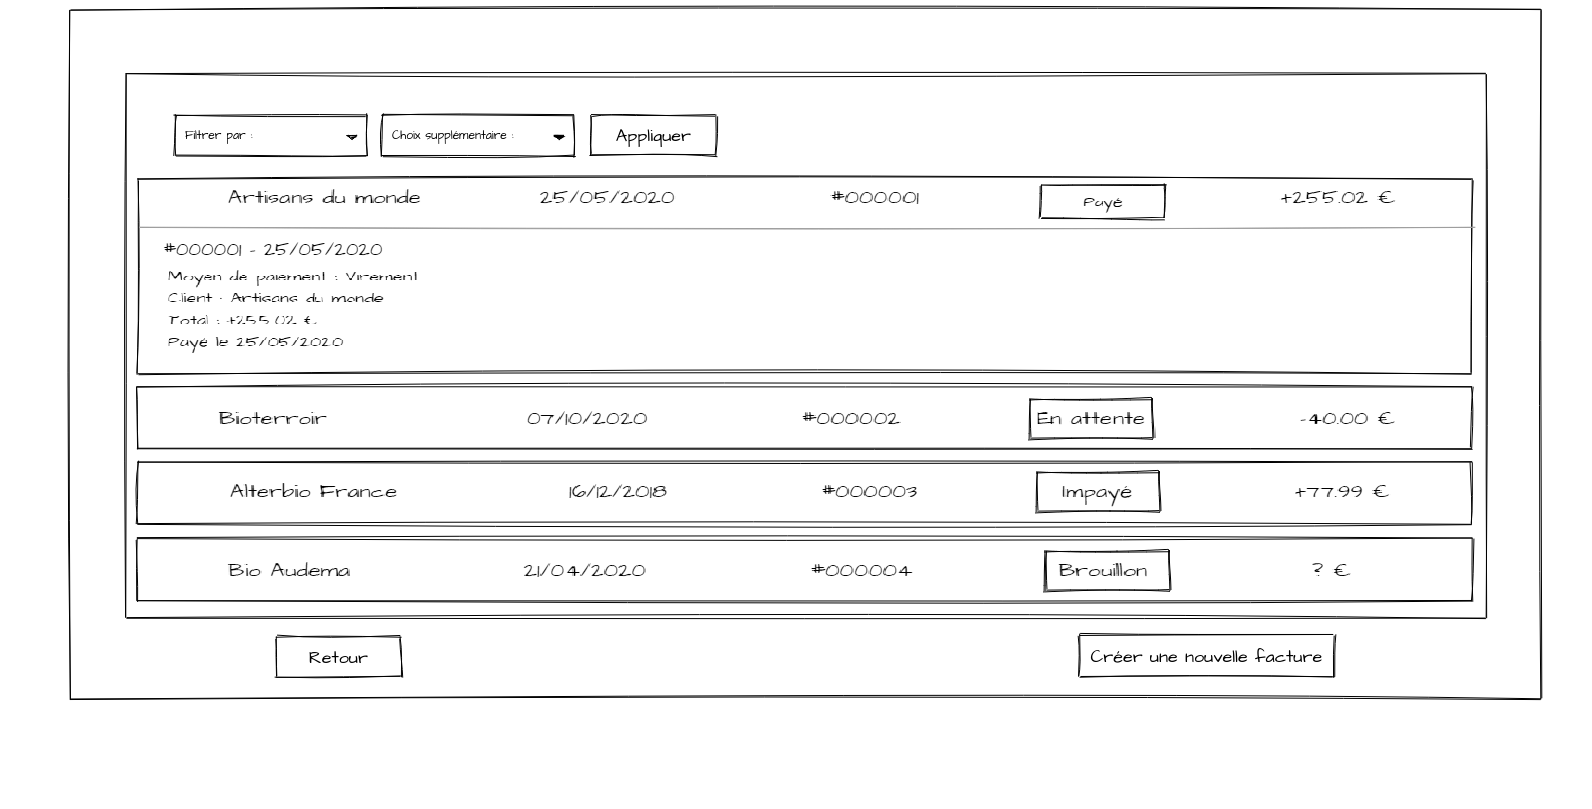 Filtrer par : Choix supplémentaire : Appliquer
Artisans du monde 25/05/2020 #000001 Payé +255.02 €
#000001 - 25/05/2020
Moyen de paiement : Virement
Client : Artisans du monde
Total : +255.02 €
Payé le 25/05/2020
Bioterroir 07/10/2020 #000002 En attente -40.00 €
Alterbio France 16/12/2018 #000003 Impayé +77.99 €
Bio Audema 21/04/2020 #000004 Brouillon ? €
Retour Créer une nouvelle facture